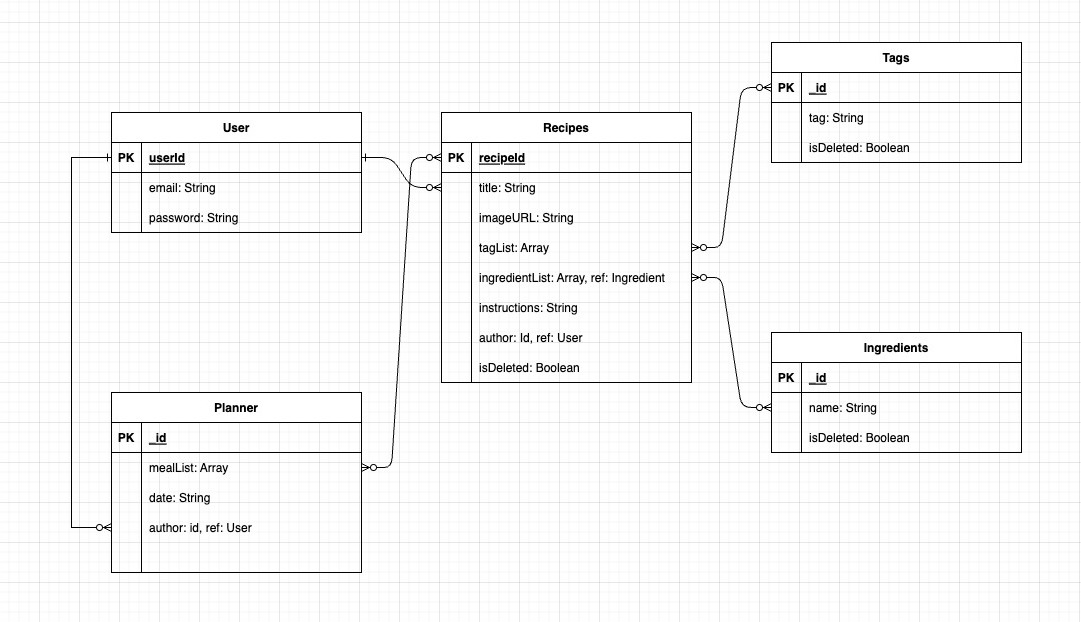 User
PK userId
email: String
password: String
Recipes
PK recipeId
title: String
imageURL: String
tagList: Array
ingredientList: Array, ref: Ingredient
instructions: String
author: Id, ref: User
isDeleted: Boolean
Tags
PK _id
tag: String
isDeleted: Boolean
Planner
PK _id
mealList: Array
date: String
author: id, ref: User
Ingredients
PK _id
name: String
isDeleted: Boolean